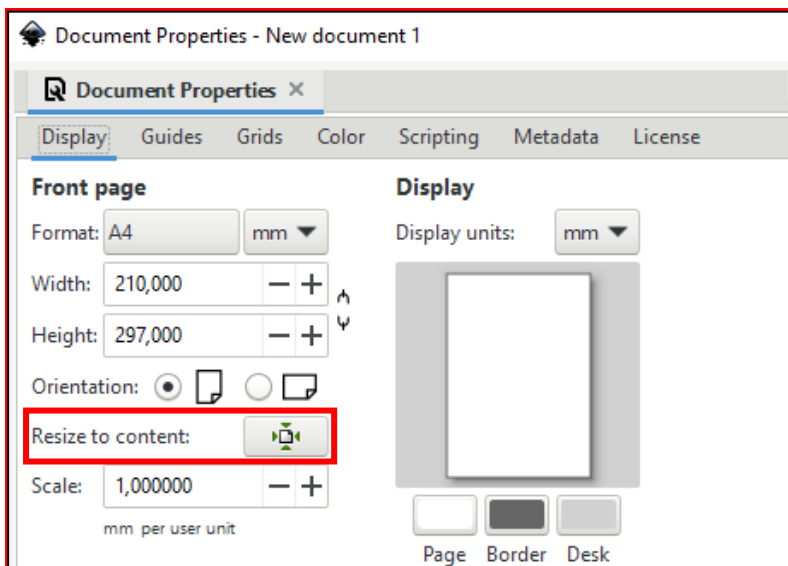 Document Properties - New document 1
Document Properties
Display Guides Grids Color Scripting Metadata License
Front page
Display
Format: A4 mm
Display units: mm
Width: 210,000
Height: 297,000
Orientation:
Resize to content:
Scale: 1,000000
mm per user unit
Page Border Desk